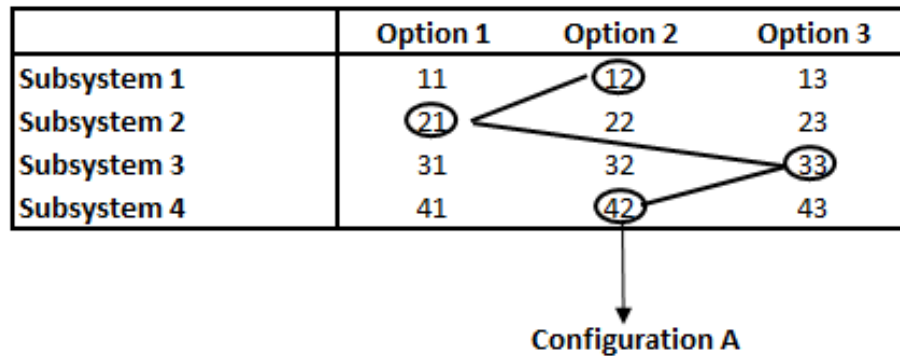 Option 1 Option 2 Option 3
Subsystem 1 11 12 13
Subsystem 2 21 22 23
Subsystem 3 31 32 33
Subsystem 4 41 42 43
Configuration A